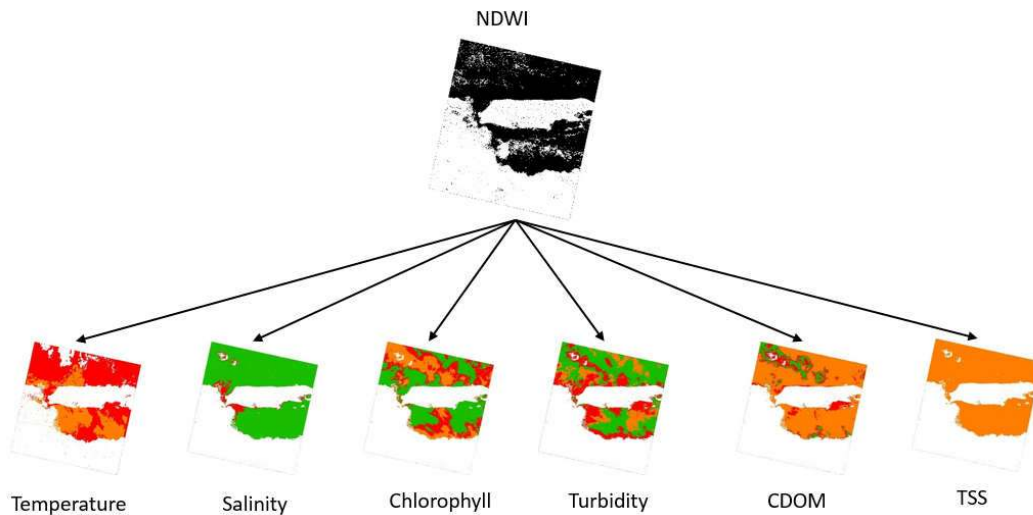 NDWI
Temperature
Salinity
Chlorophyll
Turbidity
CDOM
TSS